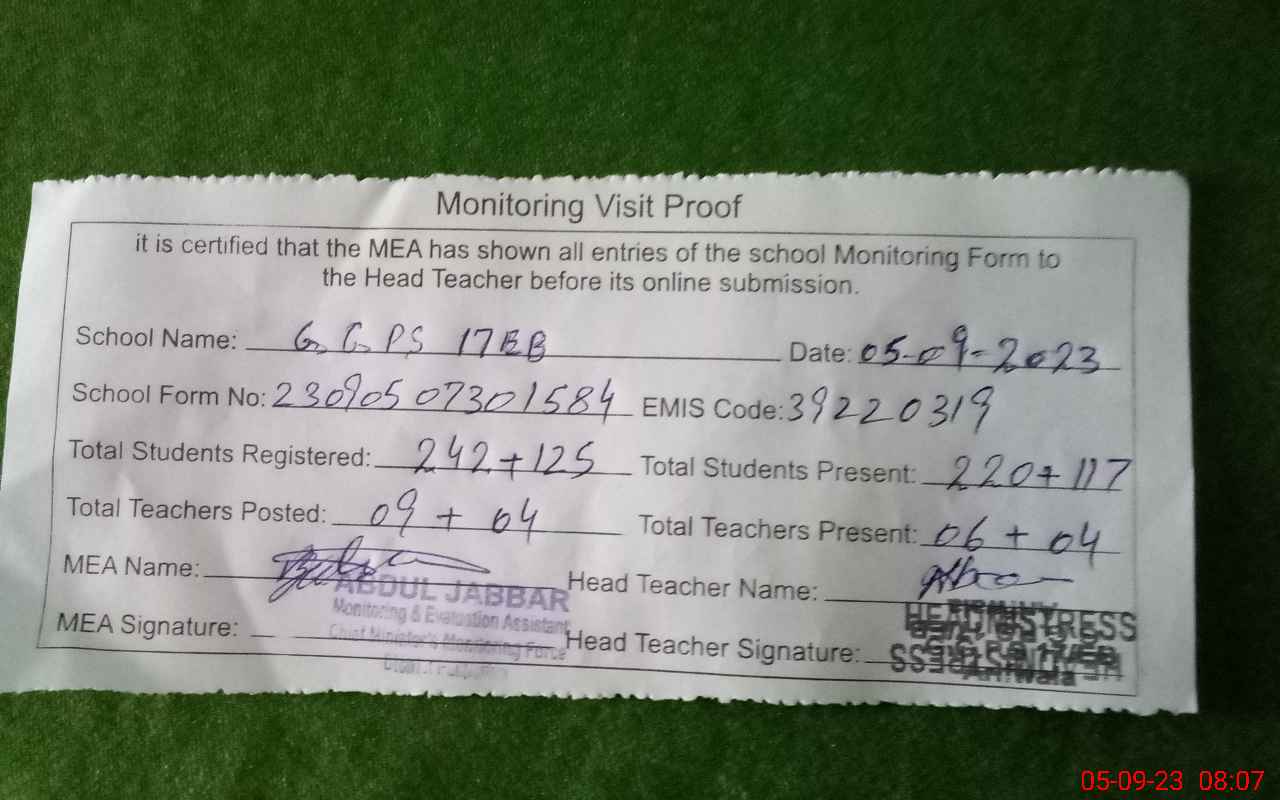 Monitoring Visit Proof
it is certified that the MEA has shown all entries of the school Monitoring Form to
the Head Teacher before its online submission.
School Name: G. G. PS 17EB Date: 05-09-2023
School Form No: 230905 07301584 EMIS Code: 39220319
Total Students Registered: 242+125 Total Students Present: 220+117
Total Teachers Posted: 09 + 04 Total Teachers Present: 06 + 04
MEA Name: Head Teacher Name:
ABDUL JABBAR
Monitoring & Evaluation Assistant
HEADMISTRESS
MEA Signature: Head Teacher Signature:
Chief Minister's Monitoring Force
05-09-23 08:07